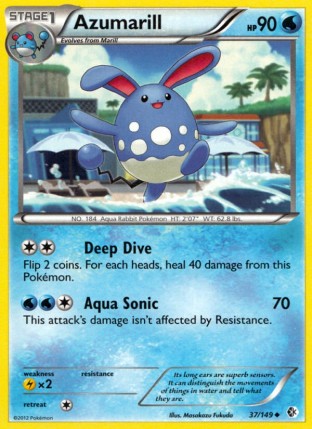 STAGE1 Azumarill HP90
Evolves from Marill
NO. 184 Aqua Rabbit Pokémon HT: 2'07" WT: 62.8 lbs.
Deep Dive
Flip 2 coins. For each heads, heal 40 damage from this
Pokémon.
Aqua Sonic 70
This attack's damage isn't affected by Resistance.
weakness resistance
×2
retreat
Its long ears are superb sensors.
It can distinguish the movements
of things in water and tell what
they are.
Illus. Masakazu Fukuda 37/149
©2012 Pokémon